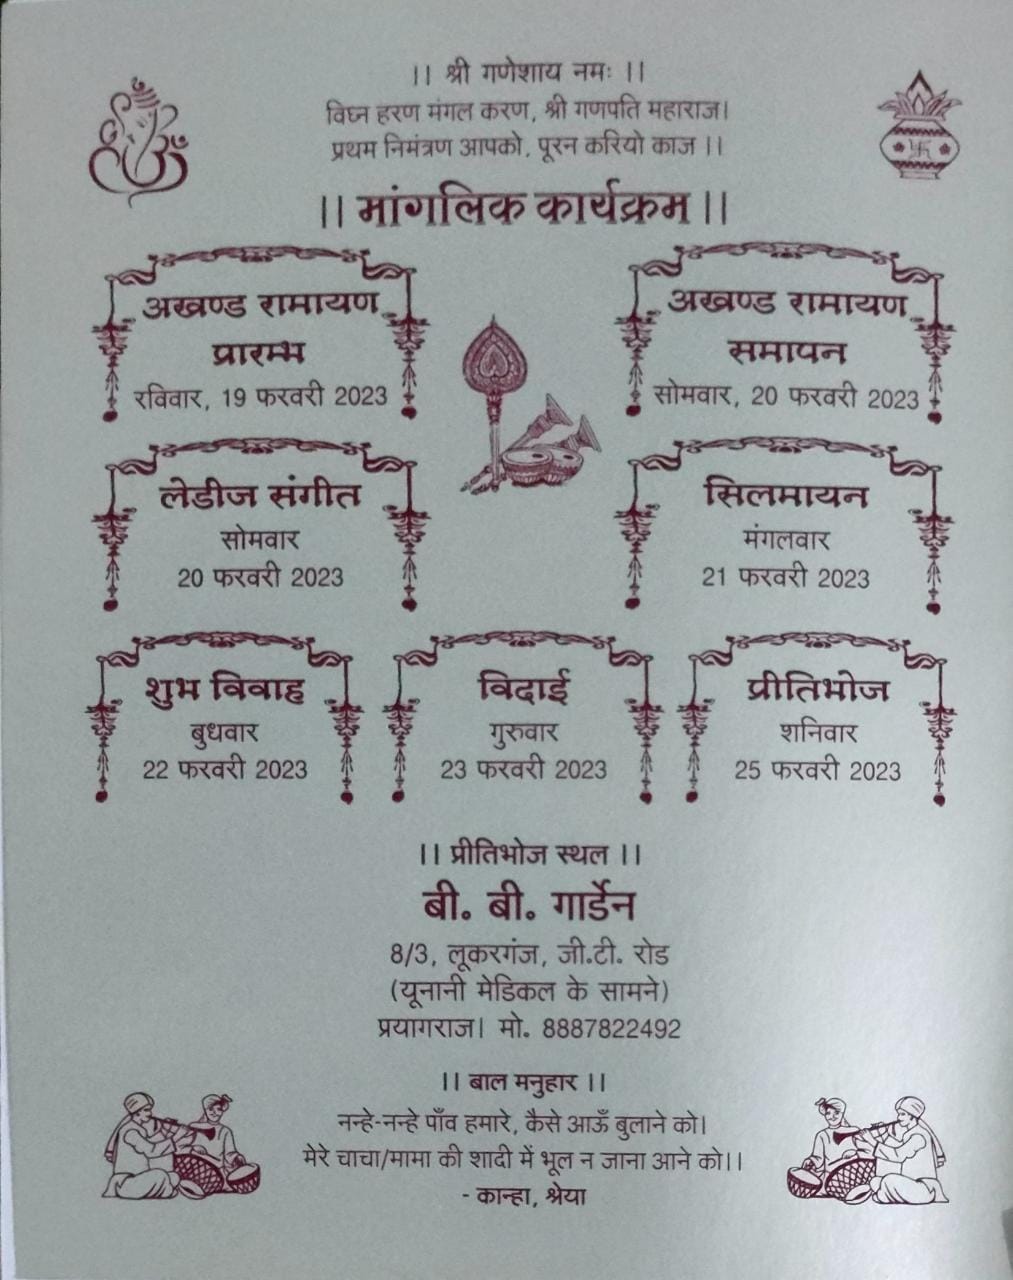 ।। श्री गणेशाय नमः ।।
विघ्न हरण मंगल करण, श्री गणपति महाराज।
प्रथम निमंत्रण आपको, पूरन करियो काज ।।
।। मांगलिक कार्यक्रम ।।
अखण्ड रामायण
प्रारम्भ
रविवार, 19 फरवरी 2023
अखण्ड रामायण
समापन
सोमवार, 20 फरवरी 2023
लेडीज संगीत
सोमवार
20 फरवरी 2023
सिलमायन
मंगलवार
21 फरवरी 2023
शुभ विवाह
बुधवार
22 फरवरी 2023
विदाई
गुरुवार
23 फरवरी 2023
प्रीतिभोज
शनिवार
25 फरवरी 2023
।। प्रीतिभोज स्थल ।।
बी. बी. गार्डेन
8/3, लूकरगंज, जी.टी. रोड
(यूनानी मेडिकल के सामने)
प्रयागराज। मो. 8887822492
।। बाल मनुहार ।।
नन्हे-नन्हे पाँव हमारे, कैसे आऊँ बुलाने को।
मेरे चाचा/मामा की शादी में भूल न जाना आने को।।
- कान्हा, श्रेया